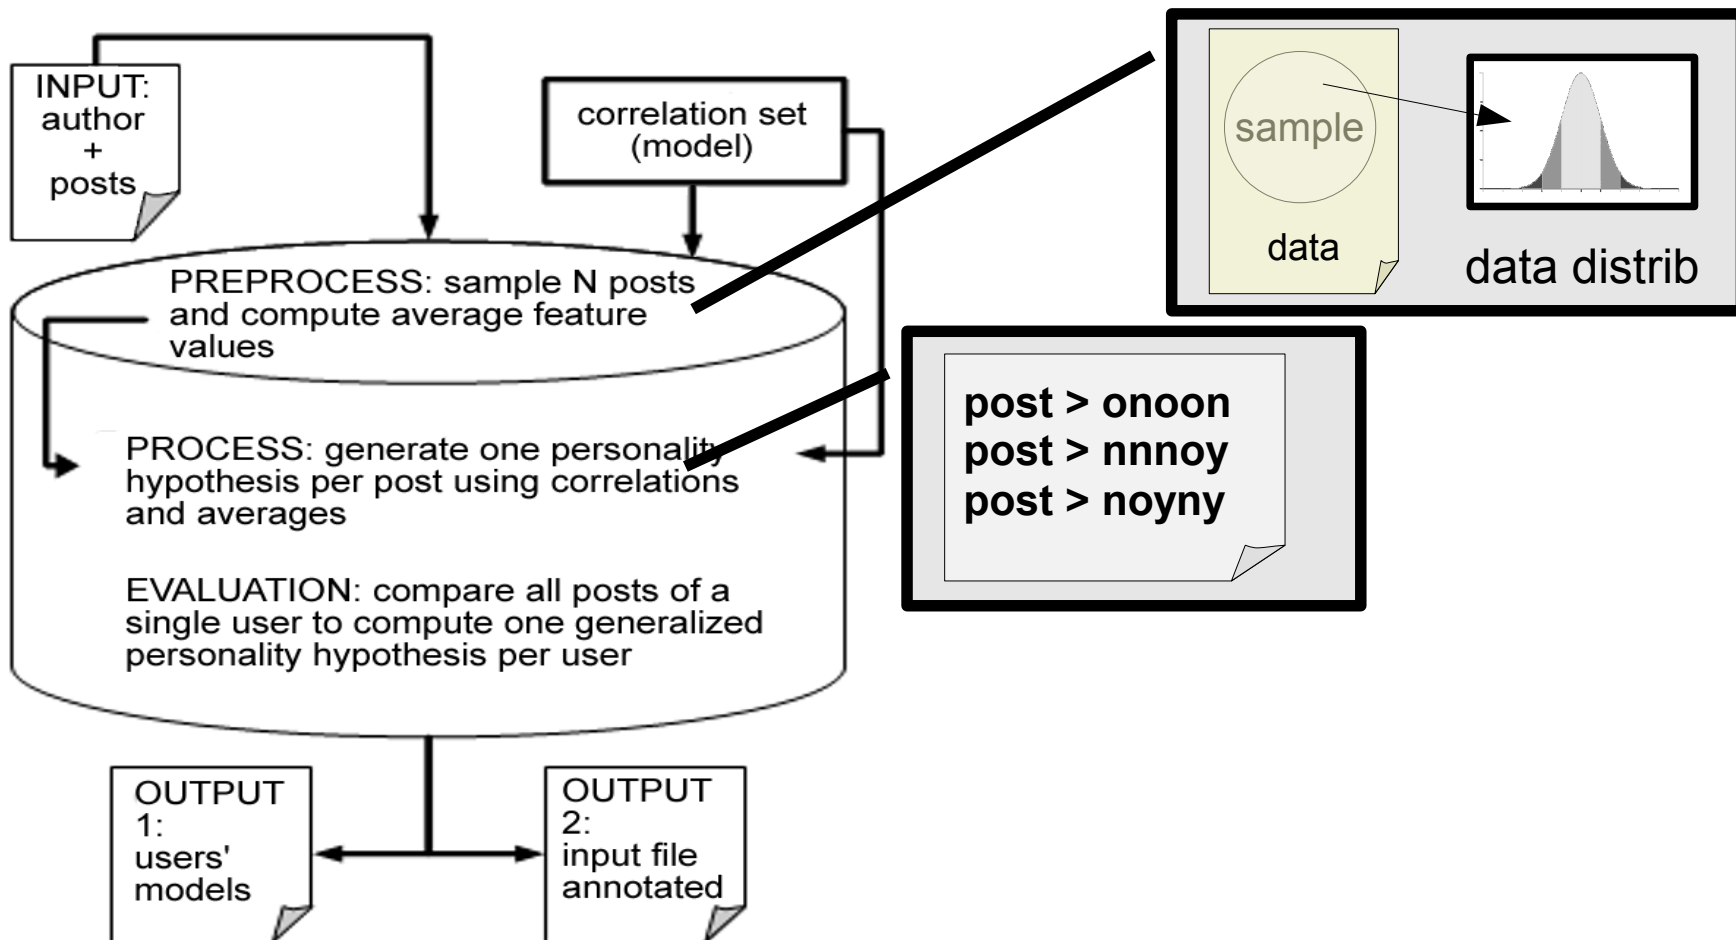 INPUT:
author
+
posts
correlation set
(model)
sample
data
data distrib
PREPROCESS: sample N posts
and compute average feature
values
PROCESS: generate one personality
hypothesis per post using correlations
and averages
post > onoon
post > nnnoy
post > noyny
EVALUATION: compare all posts of a
single user to compute one generalized
personality hypothesis per user
OUTPUT
1:
users'
models
OUTPUT
2:
input file
annotated